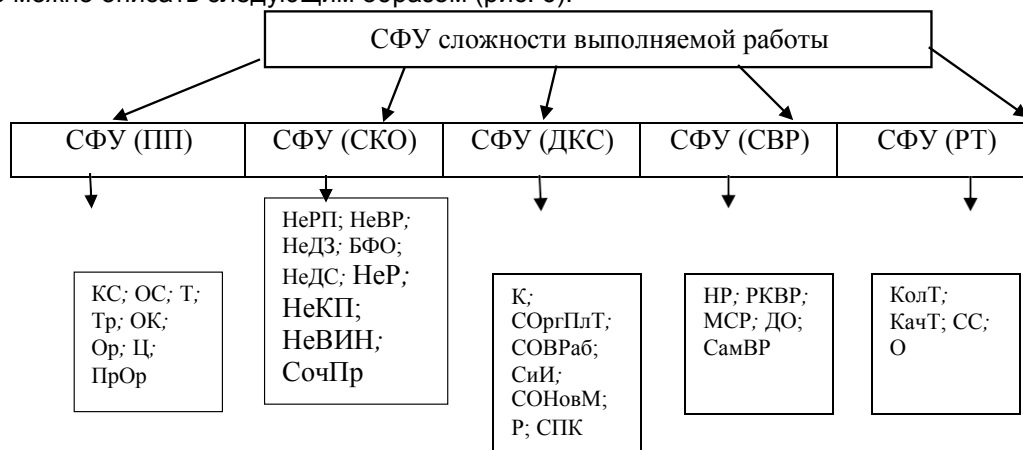 можно описать следующим образом (рис.
СФУ сложности выполняемой работы
СФУ (ПП)
СФУ (СКО)
СФУ (ДКС)
СФУ (СВР)
СФУ (РТ)
КС; ОС; Т;
Тр; ОК;
Ор; Ц;
ПрОр
НеРП; НеВР;
НеДЗ; БФО;
НеДС; НеР;
НеКП;
НеВИН;
СочПр
К;
СОргПлТ;
СОВРаб;
СиИ;
СОНовМ;
Р; СПК
НР; РКВР;
МСР; ДО;
СамВР
КолТ;
КачТ; СС;
О